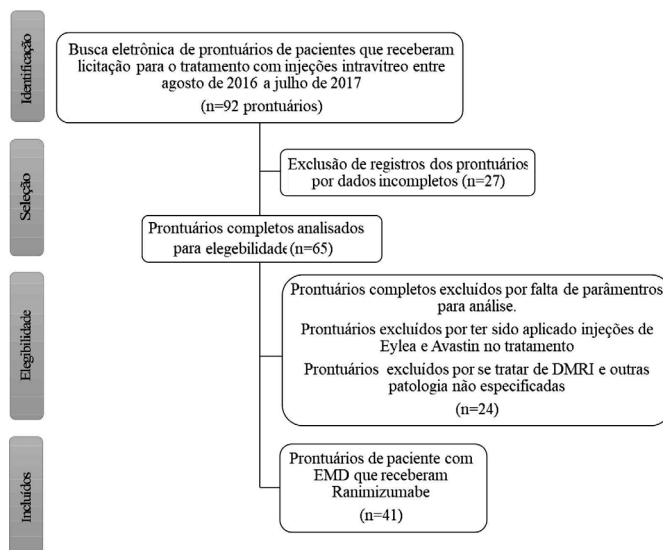 Identificação
Busca eletrônica de prontuários de pacientes que receberam
licitação para o tratamento com injeções intravítreo entre
agosto de 2016 a julho de 2017
(n=92 prontuários)
Seleção
Exclusão de registros dos prontuários
por dados incompletos (n=27)
Prontuários completos analisados
para elegebilidade (n=65)
Elegibilidade
Prontuários completos excluídos por falta de parâmentros
para análise.
Prontuários excluídos por ter sido aplicado injeções de
Eylea e Avastin no tratamento
Prontuários excluídos por se tratar de DMRI e outras
patologia não especificadas
(n=24)
Incluídos
Prontuários de paciente com
EMD que receberam
Ranimizumabe
(n=41)